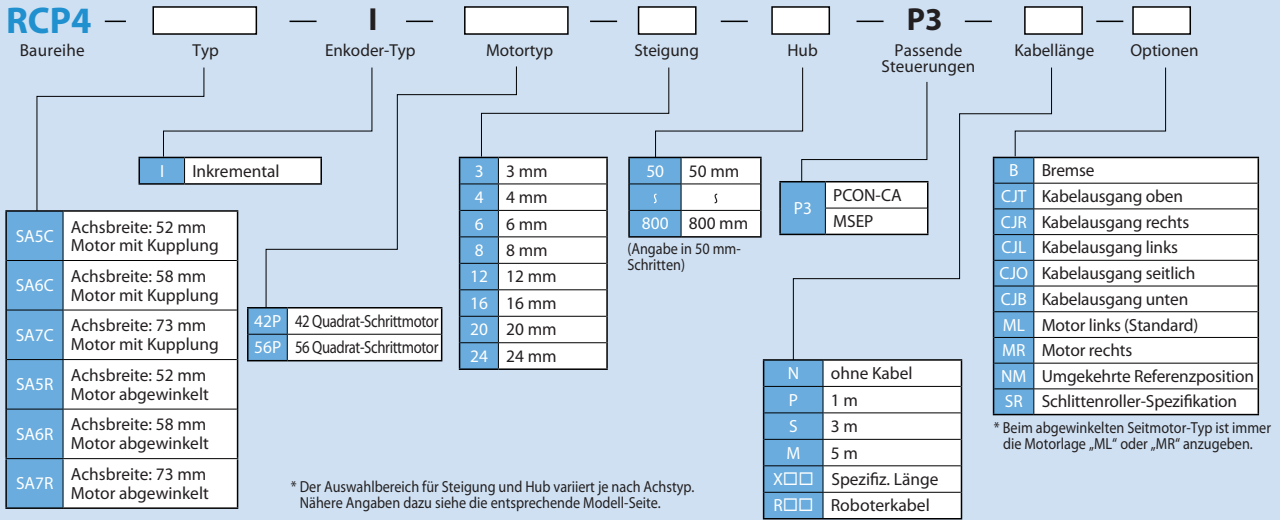 RCP4 — — I — — — — P3 — —
Baureihe Typ Enkoder-Typ Motortyp Steigung Hub Passende Steuerungen Kabellänge Optionen
SA5C Achsbreite: 52 mm
Motor mit Kupplung
SA6C Achsbreite: 58 mm
Motor mit Kupplung
SA7C Achsbreite: 73 mm
Motor mit Kupplung
SA5R Achsbreite: 52 mm
Motor abgewinkelt
SA6R Achsbreite: 58 mm
Motor abgewinkelt
SA7R Achsbreite: 73 mm
Motor abgewinkelt
I Inkremental
42P 42 Quadrat-Schrittmotor
56P 56 Quadrat-Schrittmotor
3 3 mm
4 4 mm
6 6 mm
8 8 mm
12 12 mm
16 16 mm
20 20 mm
24 24 mm
50 50 mm
≀ ≀
800 800 mm
(Angabe in 50 mm-
Schritten)
P3 PCON-CA
MSEP
N ohne Kabel
P 1 m
S 3 m
M 5 m
X□□ Spezifiz. Länge
R□□ Roboterkabel
B Bremse
CJT Kabelausgang oben
CJR Kabelausgang rechts
CJL Kabelausgang links
CJO Kabelausgang seitlich
CJB Kabelausgang unten
ML Motor links (Standard)
MR Motor rechts
NM Umgekehrte Referenzposition
SR Schlittenroller-Spezifikation
* Beim abgewinkelten Seitmotor-Typ ist immer
die Motorlage „ML“ oder „MR“ anzugeben.
* Der Auswahlbereich für Steigung und Hub variiert je nach Achstyp.
Nähere Angaben dazu siehe die entsprechende Modell-Seite.